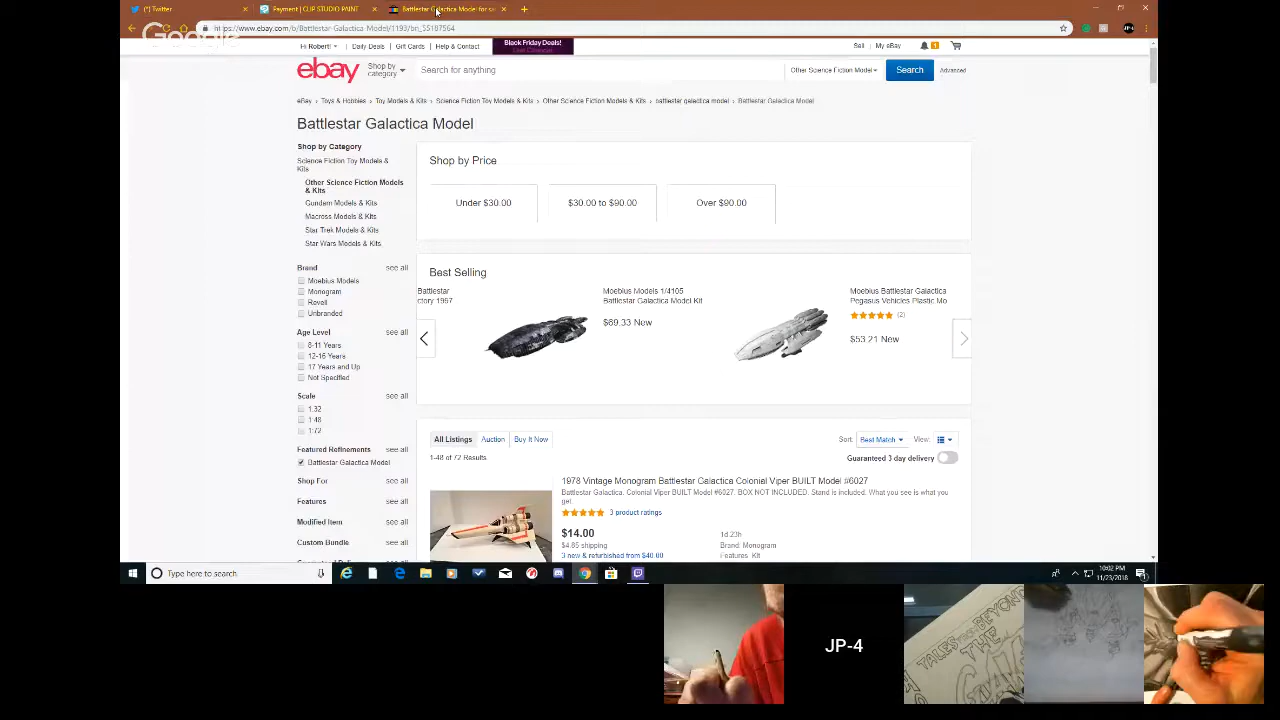 (*) Twitter
Payment | CLIP STUDIO PAINT
Battlestar Galactica Model for sa
https://www.ebay.com/b/Battlestar-Galactica-Model/1193/bn_55187564
Google
Hi Robert!
Daily Deals
Gift Cards
Help & Contact
Black Friday Deals!
Sell
My eBay
1
ebay
Shop by category
Search for anything
Other Science Fiction Model
Search
Advanced
eBay › Toys & Hobbies › Toy Models & Kits › Science Fiction Toy Models & Kits › Other Science Fiction Models & Kits › battlestar galactica model › Battlestar Galactica Model
Battlestar Galactica Model
Shop by Category
Science Fiction Toy Models &
Kits
Other Science Fiction Models
& Kits
Gundam Models & Kits
Macross Models & Kits
Star Trek Models & Kits
Star Wars Models & Kits
Brand
see all
Moebius Models
Monogram
Revell
Unbranded
Age Level
see all
8-11 Years
12-16 Years
17 Years and Up
Not Specified
Scale
see all
1:32
1:48
1:72
Featured Refinements
see all
Battlestar Galactica Model
Shop For
see all
Features
see all
Modified Item
see all
Custom Bundle
see all
Shop by Price
Under $30.00
$30.00 to $90.00
Over $90.00
Best Selling
Battlestar
ctory 1997
Moebius Models 1/4105
Battlestar Galactica Model Kit
$69.33 New
Moebius Battlestar Galactica
Pegasus Vehicles Plastic Mo
(2)
$53.21 New
All Listings
Auction
Buy It Now
Sort: Best Match
View:
1-48 of 72 Results
Guaranteed 3 day delivery
1978 Vintage Monogram Battlestar Galactica Colonial Viper BUILT Model #6027
Battlestar Galactica. Colonial Viper BUILT Model #6027. BOX NOT INCLUDED. Stand is included. What you see is what you
get.
3 product ratings
$14.00
1d 23h
$4.85 shipping
Brand: Monogram
3 new & refurbished from $40.00
Features: Kit
Type here to search
10:02 PM
11/23/2018
JP-4
TALES FROM BEYOND
THE